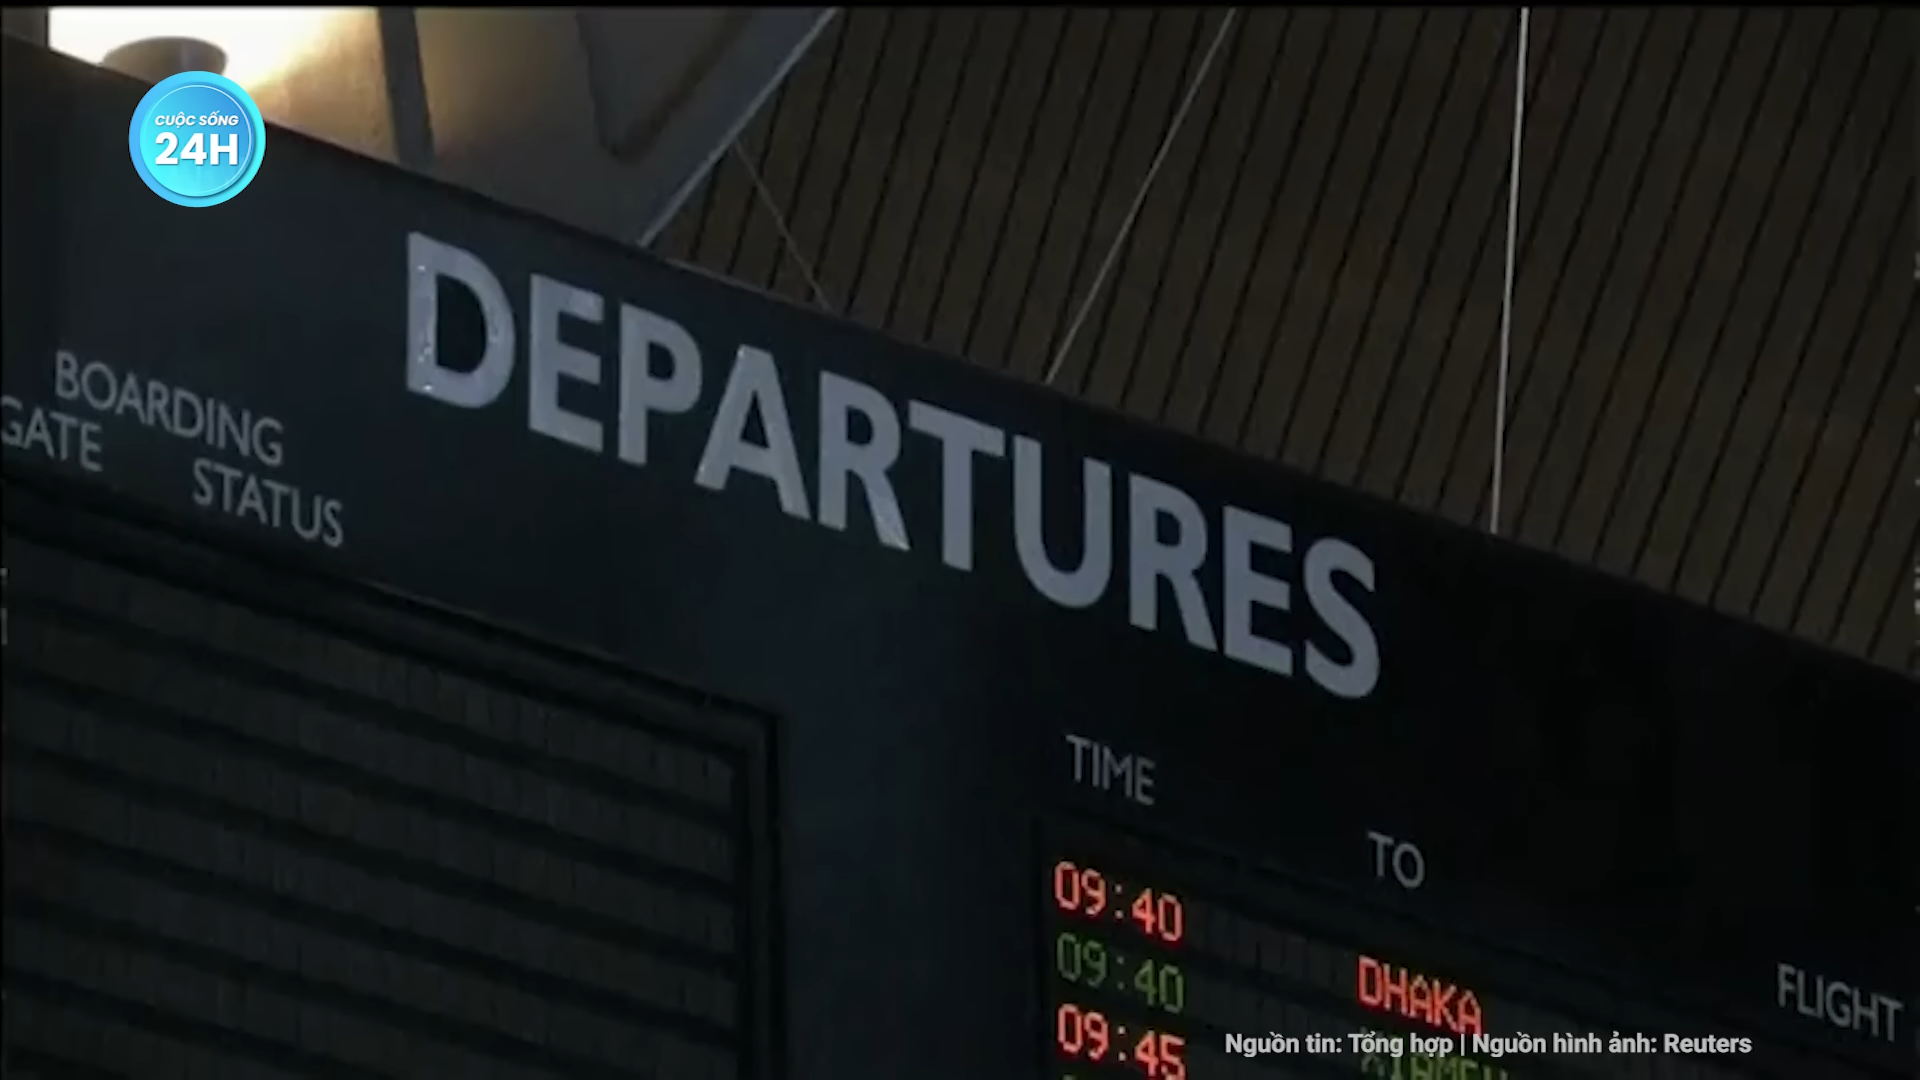 CUỘC SỐNG
24H
DEPARTURES
BOARDING
GATE
STATUS
TIME
TO
FLIGHT
09:40
DHAKA
09:40
09:45
Nguồn tin: Tổng hợp | Nguồn hình ảnh: Reuters